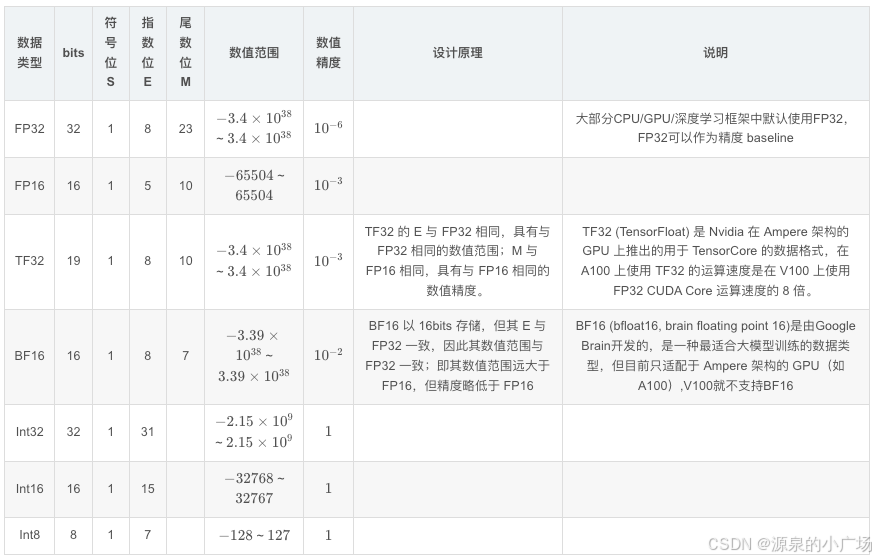 数据类型 bits 符号位 S 指数位 E 尾数位 M 数值范围 数值精度 设计原理 说明
FP32 32 1 8 23 −3.4 × 10^38 ~ 3.4 × 10^38 10^−6 大部分CPU/GPU/深度学习框架中默认使用FP32，FP32可以作为精度 baseline
FP16 16 1 5 10 −65504 ~ 65504 10^−3
TF32 19 1 8 10 −3.4 × 10^38 ~ 3.4 × 10^38 10^−3 TF32 的 E 与 FP32 相同，具有与 FP32 相同的数值范围；M 与 FP16 相同，具有与 FP16 相同的数值精度。 TF32 (TensorFloat) 是 Nvidia 在 Ampere 架构的 GPU 上推出的用于 TensorCore 的数据格式，在 A100 上使用 TF32 的运算速度是在 V100 上使用 FP32 CUDA Core 运算速度的 8 倍。
BF16 16 1 8 7 −3.39 × 10^38 ~ 3.39 × 10^38 10^−2 BF16 以 16bits 存储，但其 E 与 FP32 一致，因此其数值范围与 FP32 一致；即其数值范围远大于 FP16，但精度略低于 FP16 BF16 (bfloat16, brain floating point 16)是由Google Brain开发的，是一种最适合大模型训练的数据类型，但目前只适配于 Ampere 架构的 GPU（如A100）,V100就不支持BF16
Int32 32 1 31 −2.15 × 10^9 ~ 2.15 × 10^9 1
Int16 16 1 15 −32768 ~ 32767 1
Int8 8 1 7 −128 ~ 127 1
CSDN @源泉的小广场